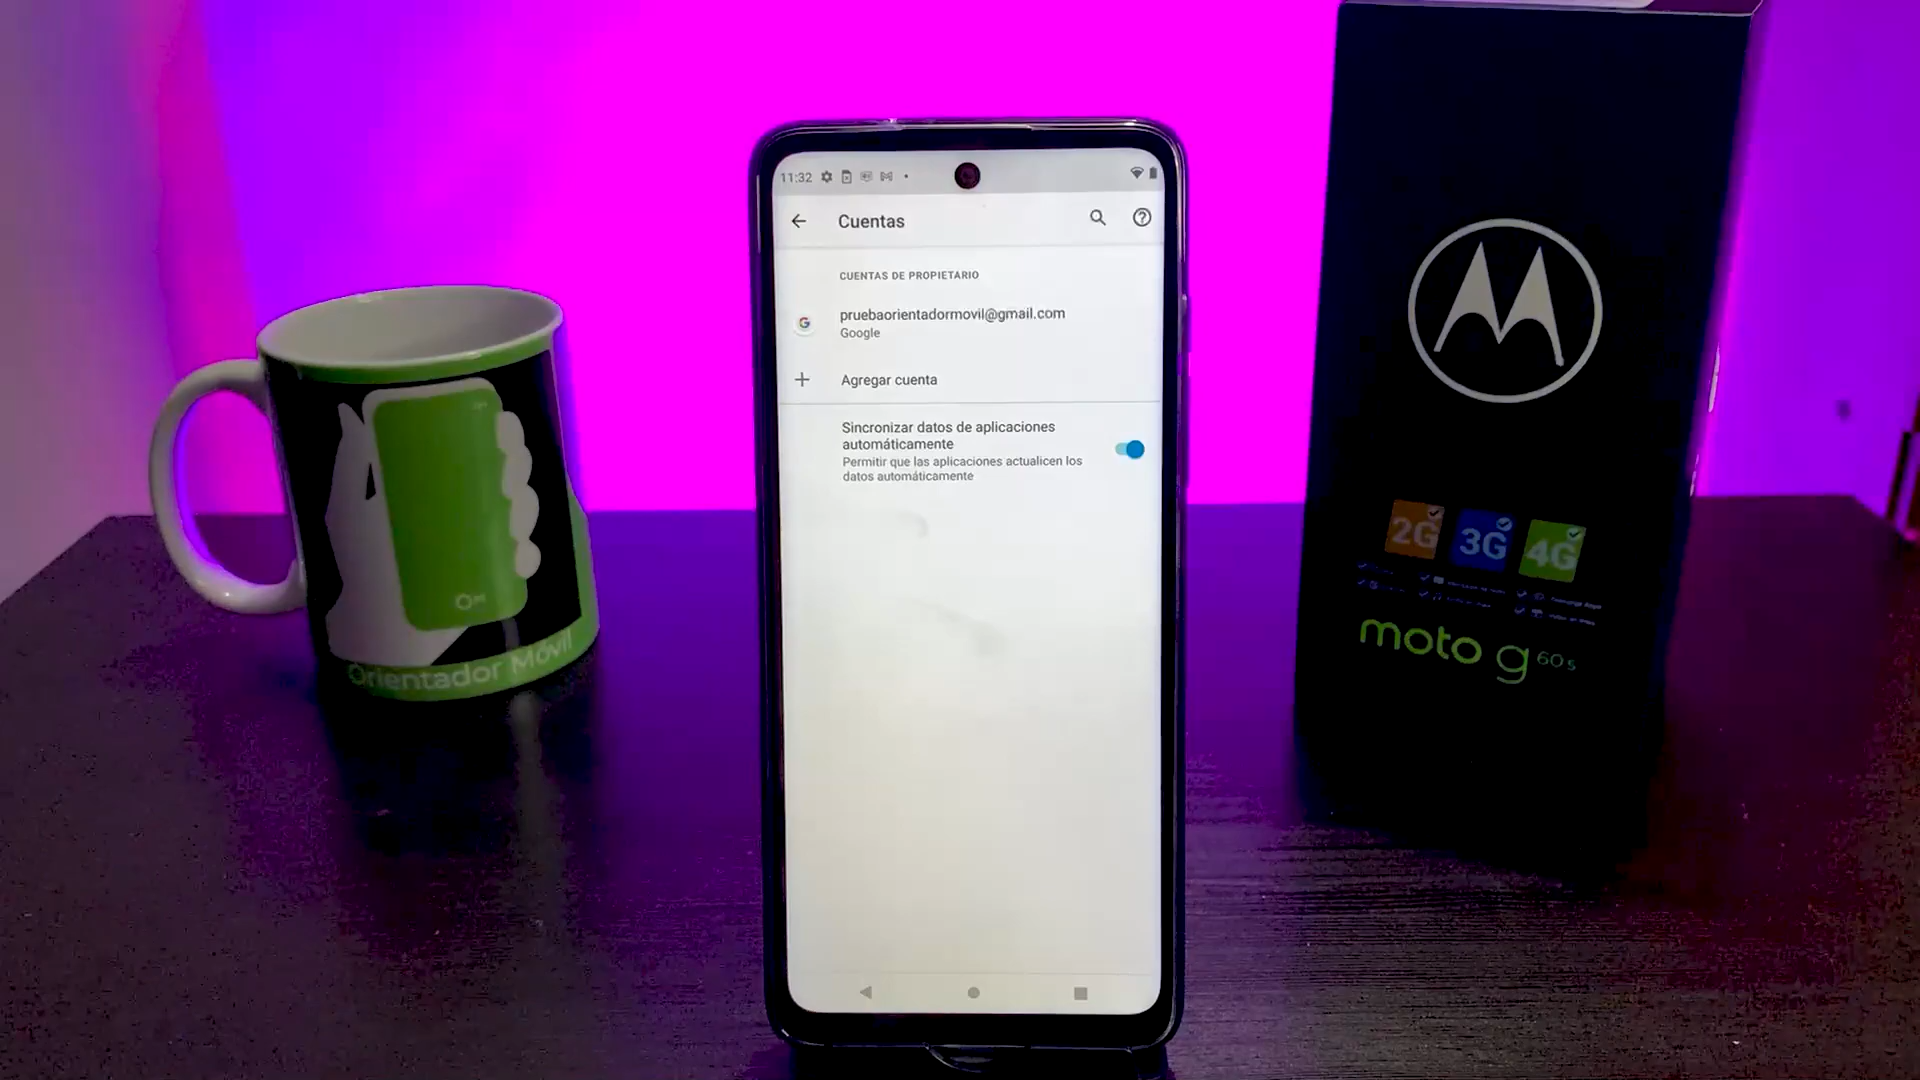 11:32
Cuentas
CUENTAS DE PROPIETARIO
pruebaorientadormovil@gmail.com
Google
Agregar cuenta
Sincronizar datos de aplicaciones
automáticamente
Permitir que las aplicaciones actualicen los
datos automáticamente
Orientador Móvil
2G 3G 4G
moto g 60s